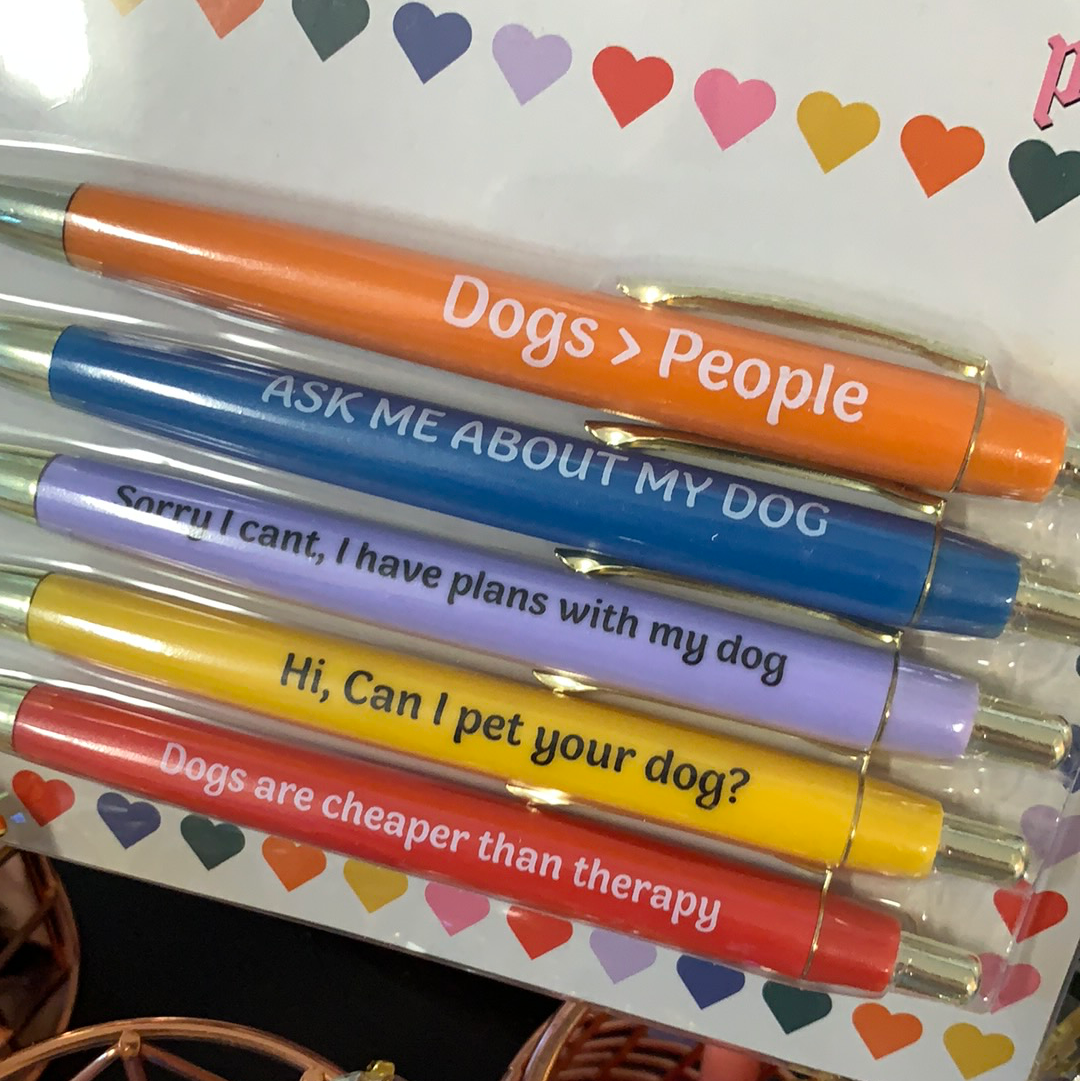 Dogs > People
ASK ME ABOUT MY DOG
Sorry I cant, I have plans with my dog
Hi, Can I pet your dog?
Dogs are cheaper than therapy